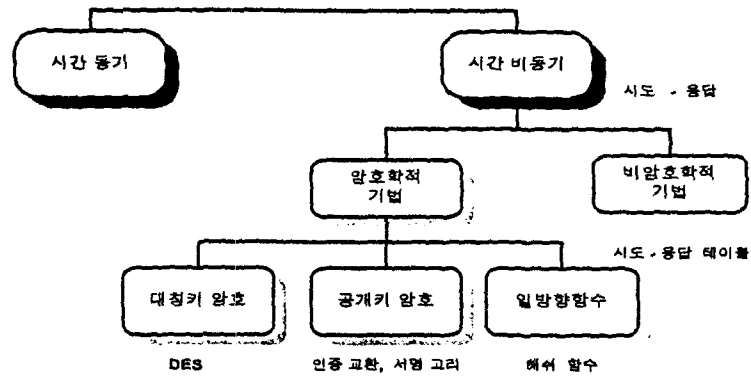 시간 동기
시간 비동기
시도 - 응답
암호학적
기법
비암호학적
기법
시도 - 응답 테이블
대칭키 암호
공개키 암호
일방향함수
DES
인증 교환, 서명 고리
해쉬 함수